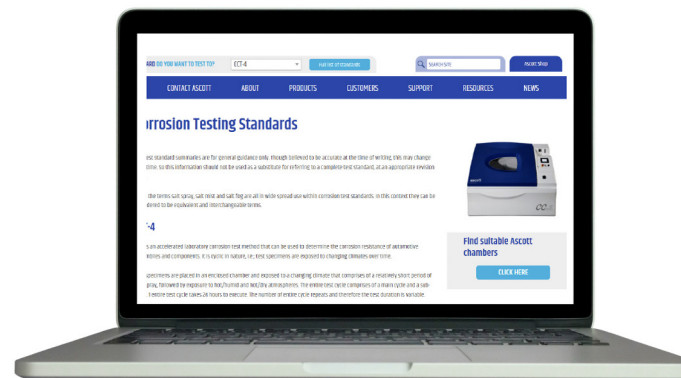 ARD DO YOU WANT TO TEST TO?
CCT-4
FULL LIST OF STANDARDS
SEARCH SITE
ASCOTT SHOP
CONTACT ASCOTT ABOUT PRODUCTS CUSTOMERS SUPPORT RESOURCES NEWS
rrosion Testing Standards
est standard summaries are for general guidance only. Though believed to be accurate at the time of writing, this may change
time. So this information should not be used as a substitute for referring to a complete test standard, at an appropriate revision
the terms salt spray, salt mist and salt fog are all in wide spread use within corrosion test standards. In this context they can be
dered to be equivalent and interchangeable terms.
T-4
s an accelerated laboratory corrosion test method that can be used to determine the corrosion resistance of automotive
mblies and components. It is cyclic in nature, i.e.; test specimens are exposed to changing climates over time.
specimens are placed in an enclosed chamber and exposed to a changing climate that comprises of a relatively short period of
pray, followed by exposure to hot/humid and hot/dry, atmospheres. The entire test cycle comprises of a main cycle and a sub-
entire test cycle takes 24 hours to execute. The number of entire cycle repeats and therefore the test duration is variable.
Find suitable Ascott
chambers
CLICK HERE